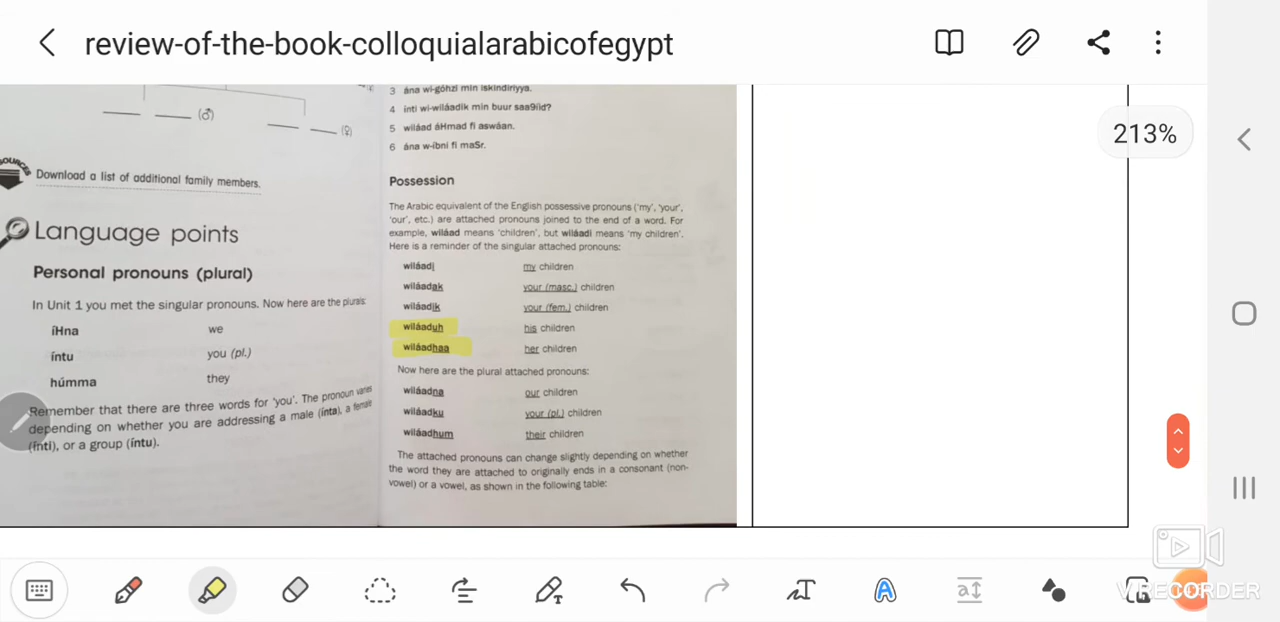 review-of-the-book-colloquialarabicofegypt
213%
Download a list of additional family members.
Language points
Personal pronouns (plural)
In Unit 1 you met the singular pronouns. Now here are the plurals:
íHna we
íntu you (pl.)
húmma they
Remember that there are three words for 'you'. The pronoun varies
depending on whether you are addressing a male (ínta), a female
(ínti), or a group (íntu).
3 ána wi-góhzi min iskindiriyya.
4 inti wi-wiláadik min buur saa9íid?
5 wiláad áHmad fi aswáan.
6 ána w-íbni fi maSr.
Possession
The Arabic equivalent of the English possessive pronouns ('my', 'your',
'our', etc.) are attached pronouns joined to the end of a word. For
example, wiláad means 'children', but wiláadi means 'my children'.
Here is a reminder of the singular attached pronouns:
wiláadi my children
wiláadak your (masc.) children
wiláadik your (fem.) children
wiláaduh his children
wiláadhaa her children
Now here are the plural attached pronouns:
wiláadna our children
wiláadku your (pl.) children
wiláadhum their children
The attached pronouns can change slightly depending on whether
the word they are attached to originally ends in a consonant (non-
vowel) or a vowel, as shown in the following table: